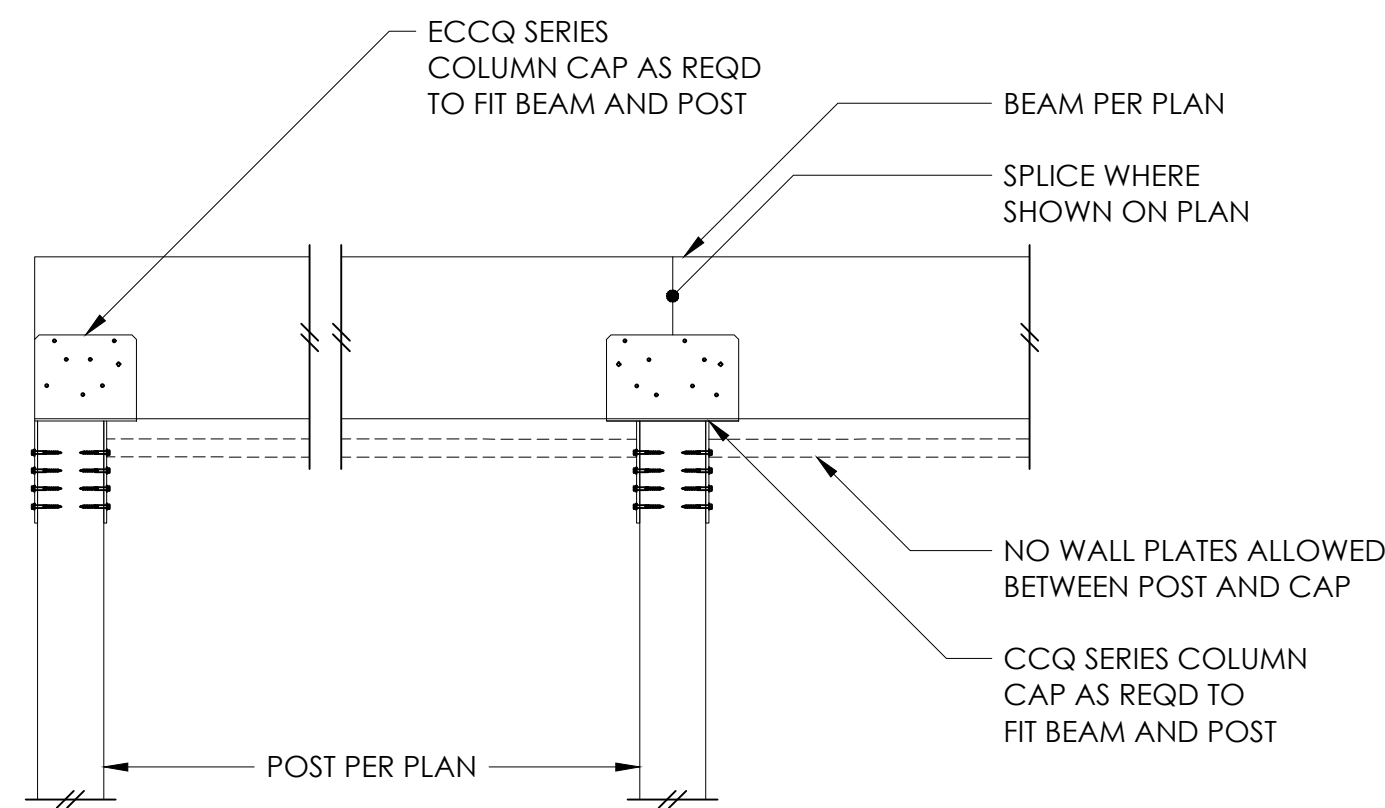 ECCQ SERIES
COLUMN CAP AS REQD
TO FIT BEAM AND POST
BEAM PER PLAN
SPLICE WHERE
SHOWN ON PLAN
NO WALL PLATES ALLOWED
BETWEEN POST AND CAP
CCQ SERIES COLUMN
CAP AS REQD TO
FIT BEAM AND POST
POST PER PLAN